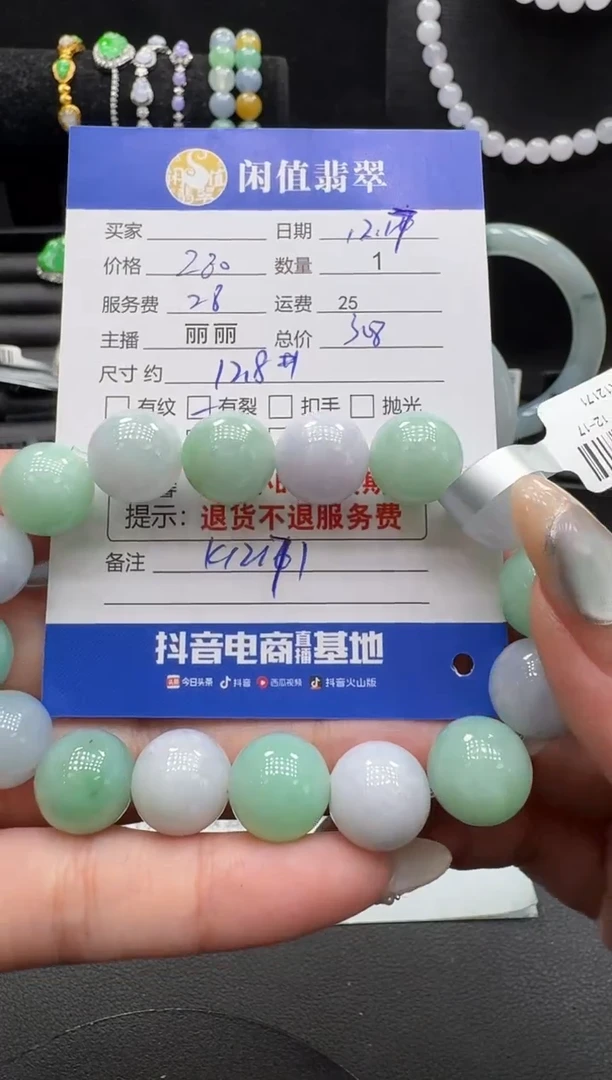 闲值翡翠
买家 日期 12.17
价格 280 数量 1
服务费 28 运费 25
主播 丽丽 总价 308
尺寸 约 12.8
有纹 有裂 扣手 抛光
提示：退货不退服务费
备注
抖音电商直播基地
今日头条 抖音 西瓜视频 抖音火山版
12-17